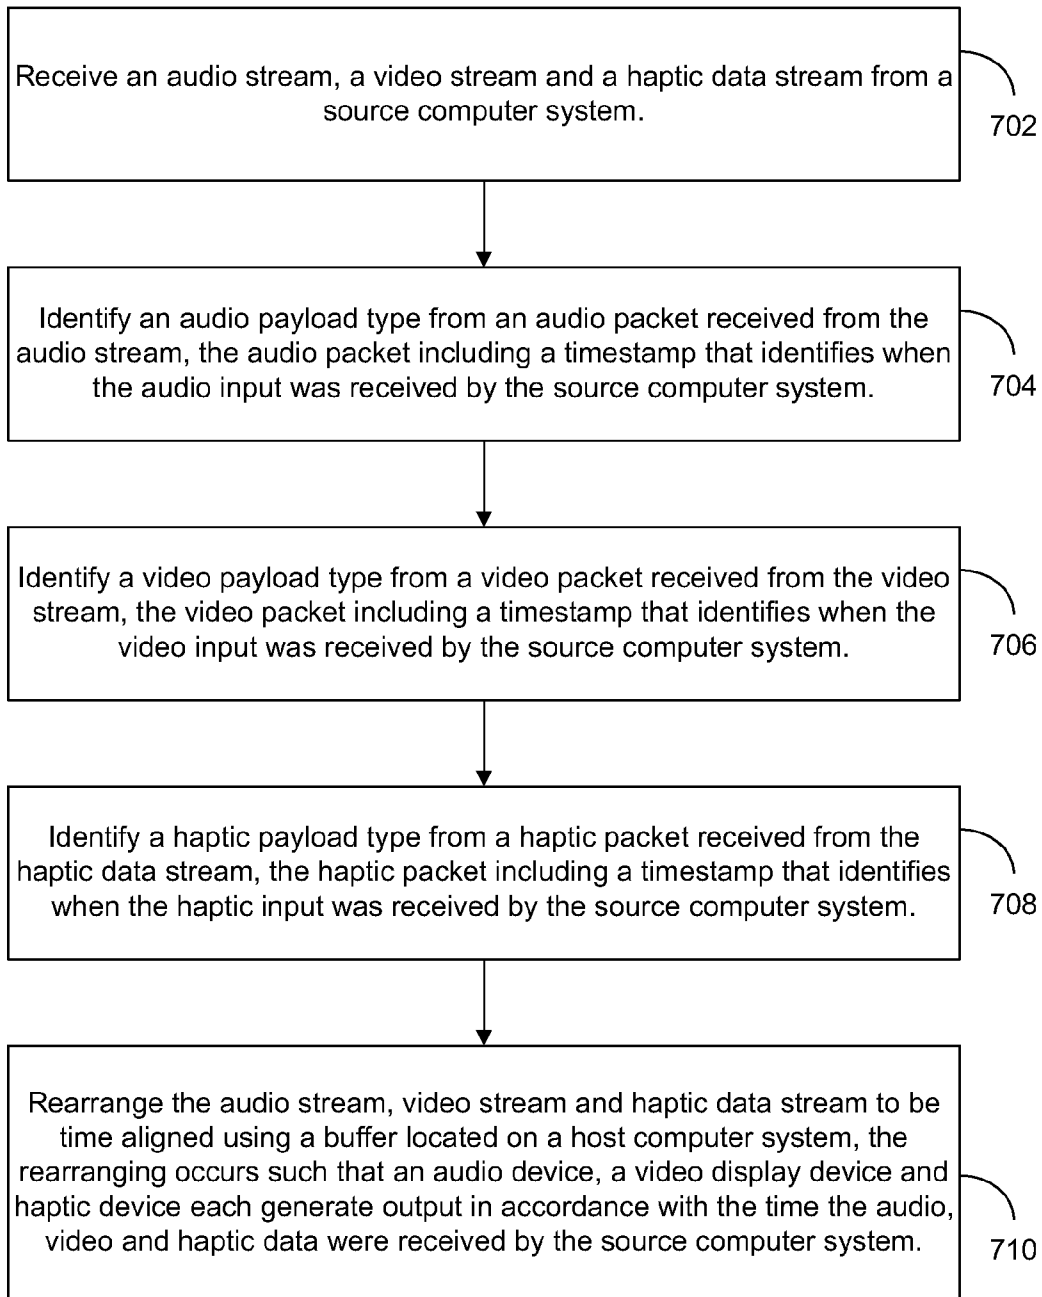 Receive an audio stream, a video stream and a haptic data stream from a
source computer system.
702
Identify an audio payload type from an audio packet received from the
audio stream, the audio packet including a timestamp that identifies when
the audio input was received by the source computer system.
704
Identify a video payload type from a video packet received from the video
stream, the video packet including a timestamp that identifies when the
video input was received by the source computer system.
706
Identify a haptic payload type from a haptic packet received from the
haptic data stream, the haptic packet including a timestamp that identifies
when the haptic input was received by the source computer system.
708
Rearrange the audio stream, video stream and haptic data stream to be
time aligned using a buffer located on a host computer system, the
rearranging occurs such that an audio device, a video display device and
haptic device each generate output in accordance with the time the audio,
video and haptic data were received by the source computer system.
710